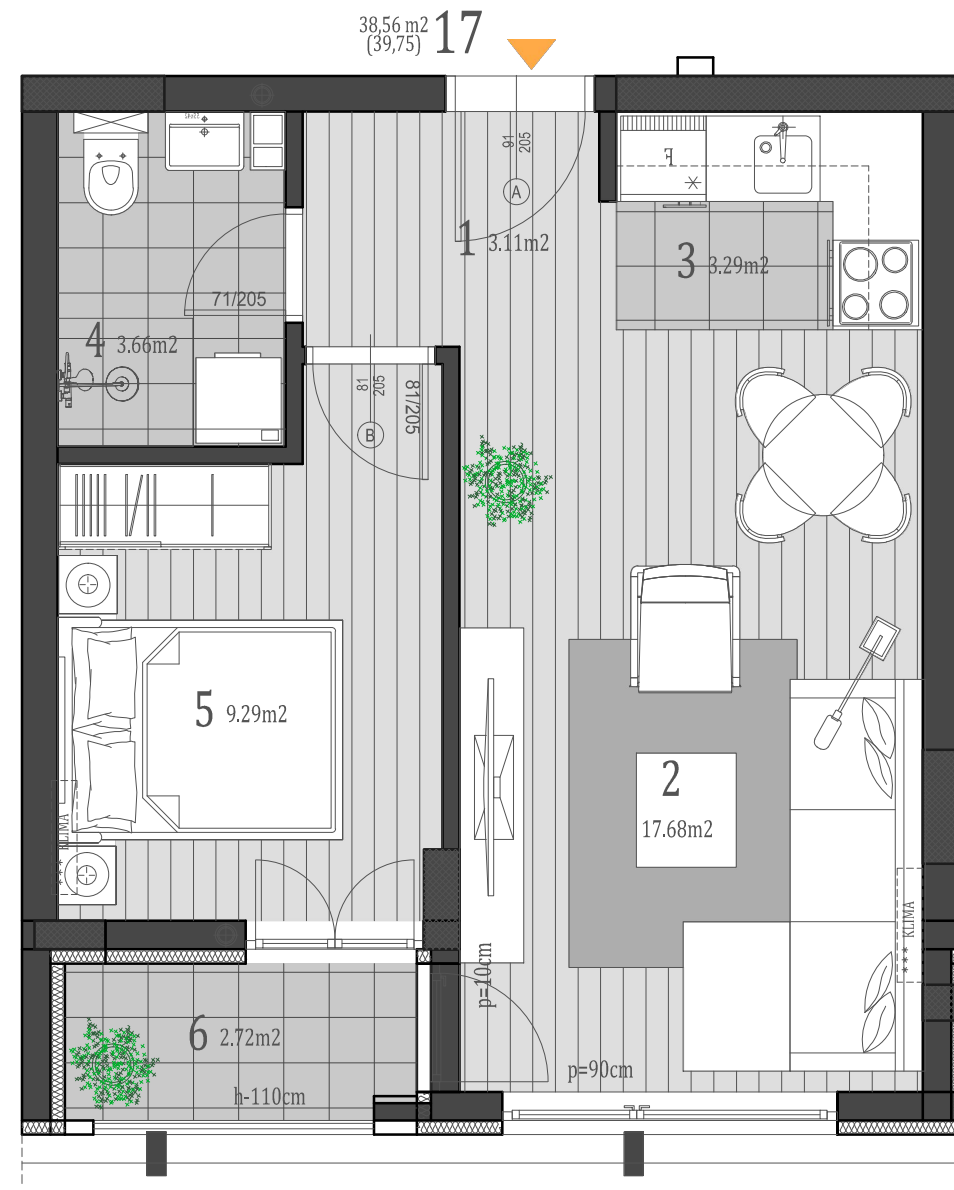 38,56 m2
(39,75) 17
91
205
A
F
1 3.11m2
3 3.29m2
71/205
4 3.66m2
81
205
81/205
B
5 9.29m2
2
17.68m2
KLIMA
***
KLIMA
***
p=10cm
6 2.72m2
p=90cm
h-110cm